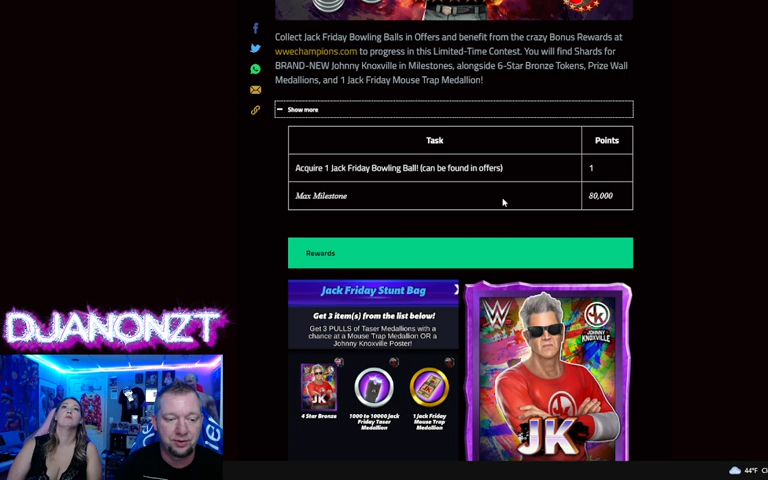 Collect Jack Friday Bowling Balls in Offers and benefit from the crazy Bonus Rewards at
wwechampions.com to progress in this Limited-Time Contest. You will find Shards for
BRAND-NEW Johnny Knoxville in Milestones, alongside 6-Star Bronze Tokens, Prize Wall
Medallions, and 1 Jack Friday Mouse Trap Medallion!
Show more
Task Points
Acquire 1 Jack Friday Bowling Ball! (can be found in offers) 1
Max Milestone 80,000
Rewards
Jack Friday Stunt Bag
Get 3 item(s) from the list below!
Get 3 PULLS of Taser Medallions with a
chance at a Mouse Trap Medallion OR a
Johnny Knoxville Poster!
JK
4 Star Bronze
1000 to 10000 Jack
Friday Taser
Medallion
1 Jack Friday
Mouse Trap
Medallion
W
JK
JOHNNY
KNOXVILLE
JK
DJANONZT
44°F Cl